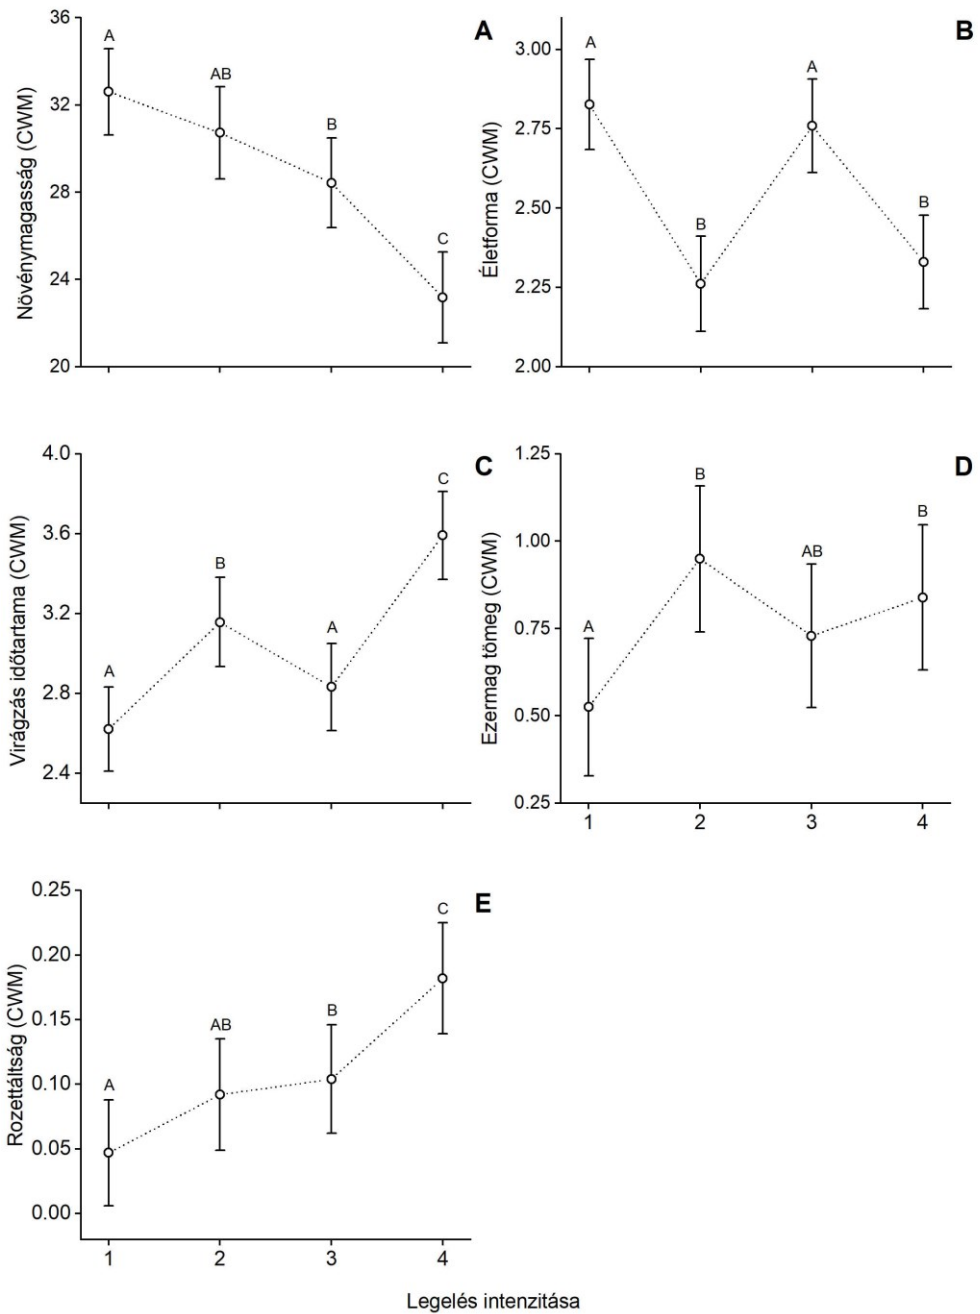 A
Növénymagasság (CWM)
36
32
28
24
20
A
AB
B
C
B
Életforma (CWM)
3.00
2.75
2.50
2.25
2.00
A
B
A
B
C
Virágzás időtartama (CWM)
4.0
3.6
3.2
2.8
2.4
A
B
A
C
D
Ezermag tömeg (CWM)
1.25
1.00
0.75
0.50
0.25
A
B
AB
B
1 2 3 4
E
Rozettáltság (CWM)
0.25
0.20
0.15
0.10
0.05
0.00
A
AB
B
C
1 2 3 4
Legelés intenzitása